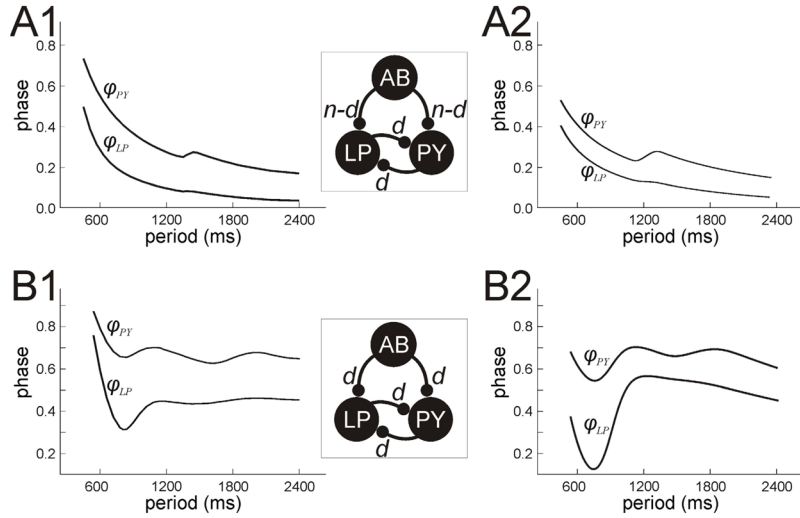 A1
phase
0.8
0.6
0.4
0.2
0.0
φPY
φLP
600 1200 1800 2400
period (ms)
AB
n-d n-d
d
LP PY
d
A2
phase
0.8
0.6
0.4
0.2
0.0
φPY
φLP
600 1200 1800 2400
period (ms)
B1
phase
0.8
0.6
0.4
0.2
φPY
φLP
600 1200 1800 2400
period (ms)
AB
d d
d
LP PY
d
B2
phase
0.8
0.6
0.4
0.2
φPY
φLP
600 1200 1800 2400
period (ms)